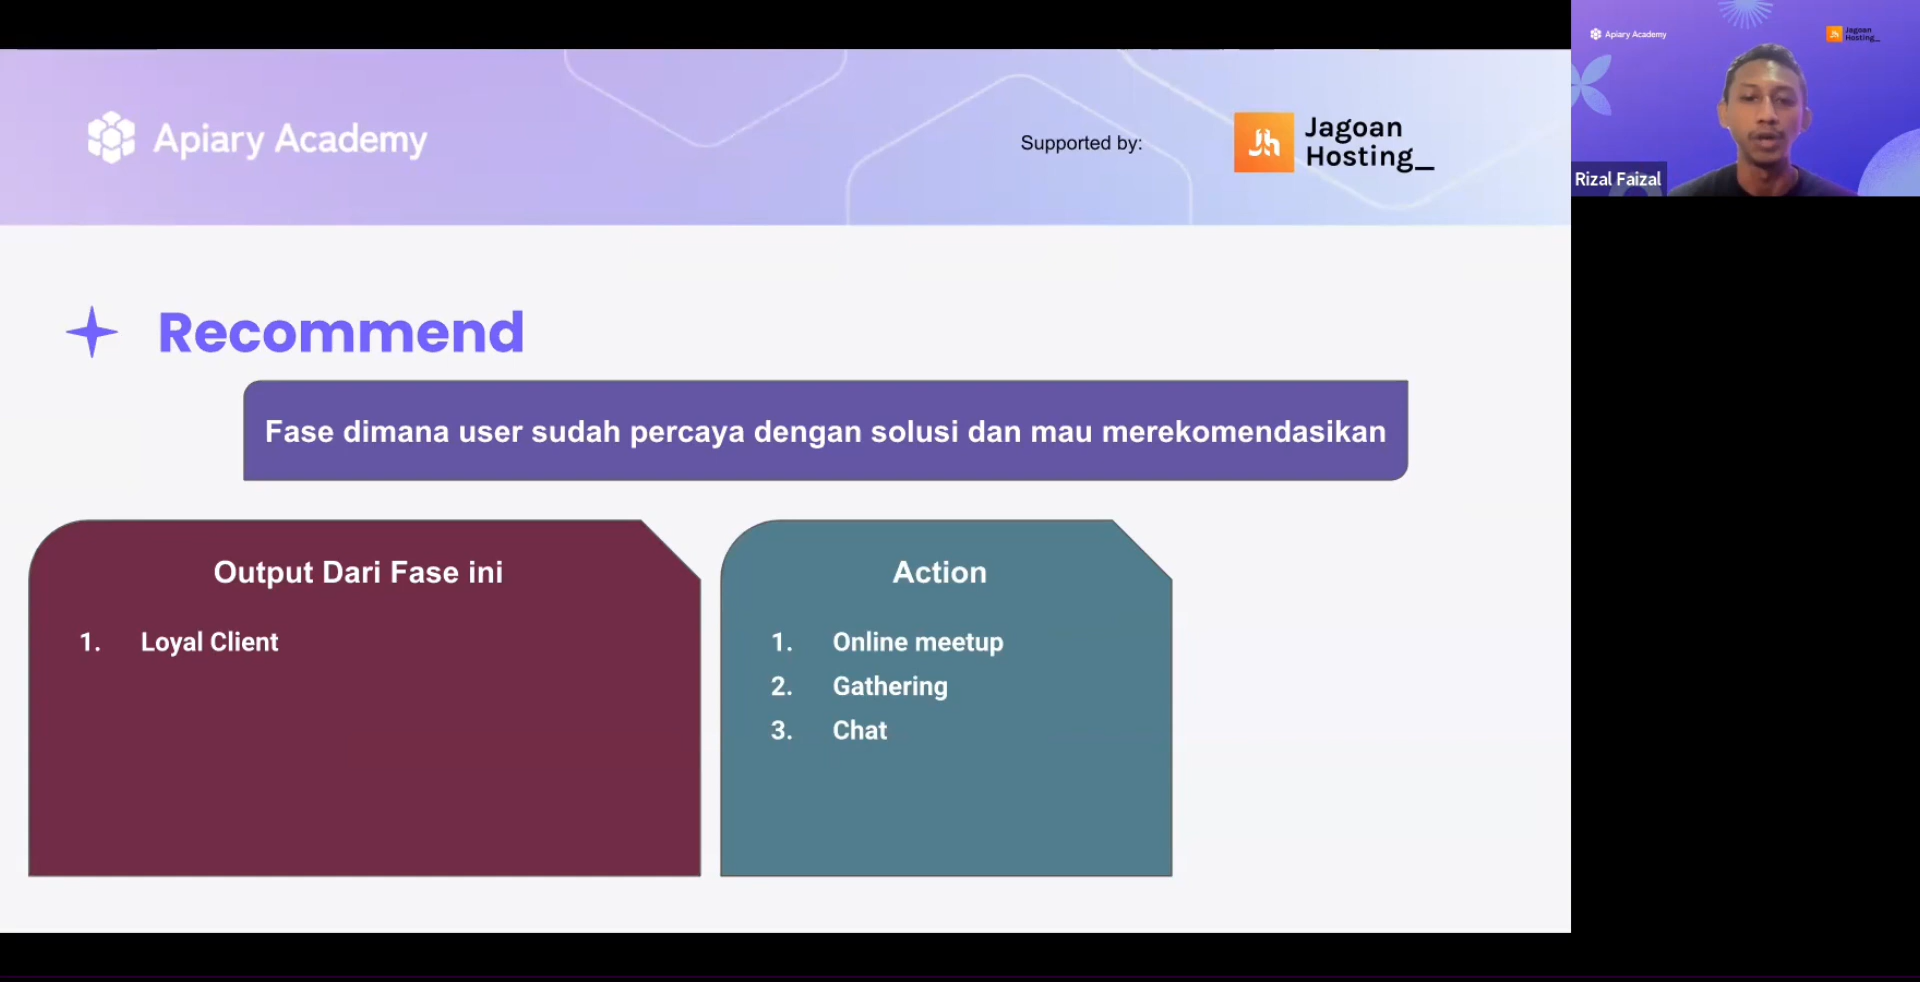 Apiary Academy
Supported by:
Jagoan
Hosting_
Apiary Academy
Jagoan
Hosting_
Rizal Faizal
Recommend
Fase dimana user sudah percaya dengan solusi dan mau merekomendasikan
Output Dari Fase ini
1. Loyal Client
Action
1. Online meetup
2. Gathering
3. Chat